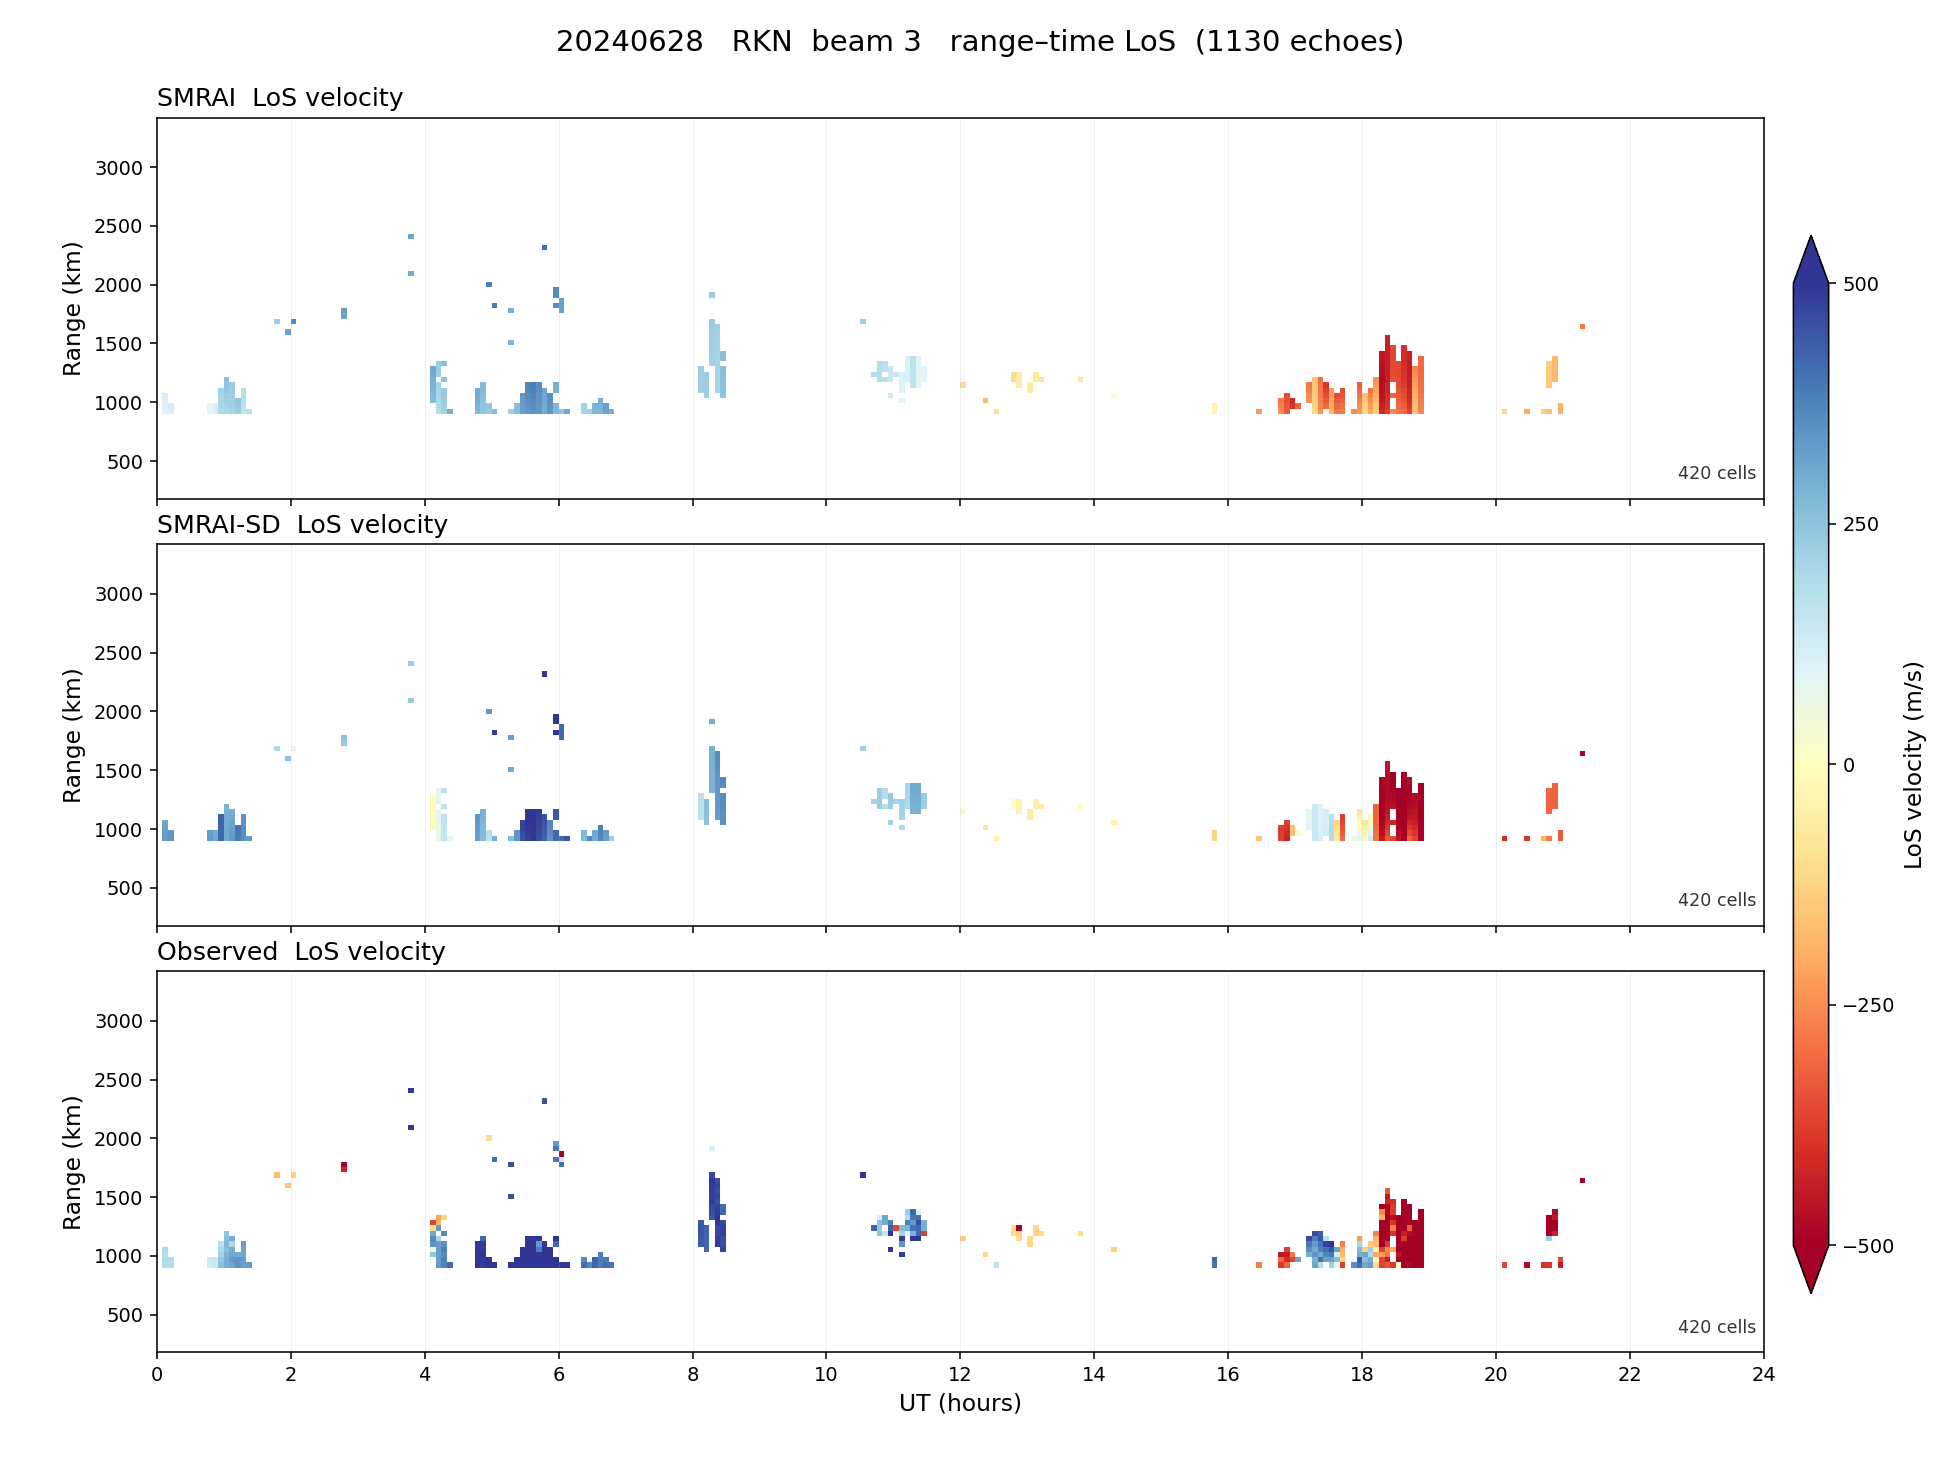 20240628   RKN  beam 3   range–time LoS  (1130 echoes)
SMRAI  LoS velocity
3000
2500
2000
1500
1000
500
Range (km)
420 cells
SMRAI-SD  LoS velocity
3000
2500
2000
1500
1000
500
Range (km)
420 cells
Observed  LoS velocity
3000
2500
2000
1500
1000
500
Range (km)
420 cells
0 2 4 6 8 10 12 14 16 18 20 22 24
UT (hours)
500
250
0
−250
−500
LoS velocity (m/s)